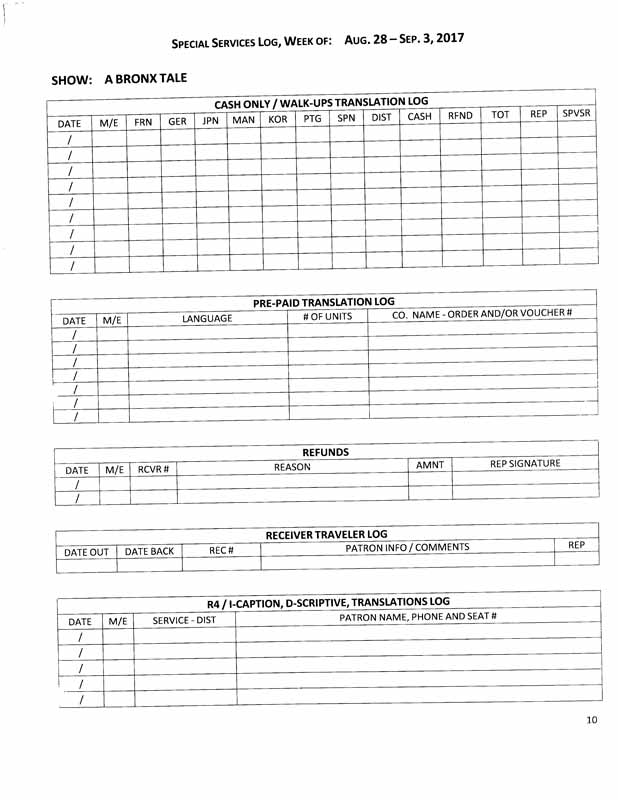 SPECIAL SERVICES LOG, WEEK OF: AUG. 28 – SEP. 3, 2017
SHOW: A BRONX TALE
CASH ONLY / WALK-UPS TRANSLATION LOG
DATE M/E FRN GER JPN MAN KOR PTG SPN DIST CASH RFND TOT REP SPVSR
/
/
/
/
/
/
/
/
/
PRE-PAID TRANSLATION LOG
DATE M/E LANGUAGE # OF UNITS CO. NAME - ORDER AND/OR VOUCHER #
/
/
/
/
/
/
/
REFUNDS
DATE M/E RCVR # REASON AMNT REP SIGNATURE
/
/
RECEIVER TRAVELER LOG
DATE OUT DATE BACK REC # PATRON INFO / COMMENTS REP
R4 / I-CAPTION, D-SCRIPTIVE, TRANSLATIONS LOG
DATE M/E SERVICE - DIST PATRON NAME, PHONE AND SEAT #
/
/
/
/
/
10